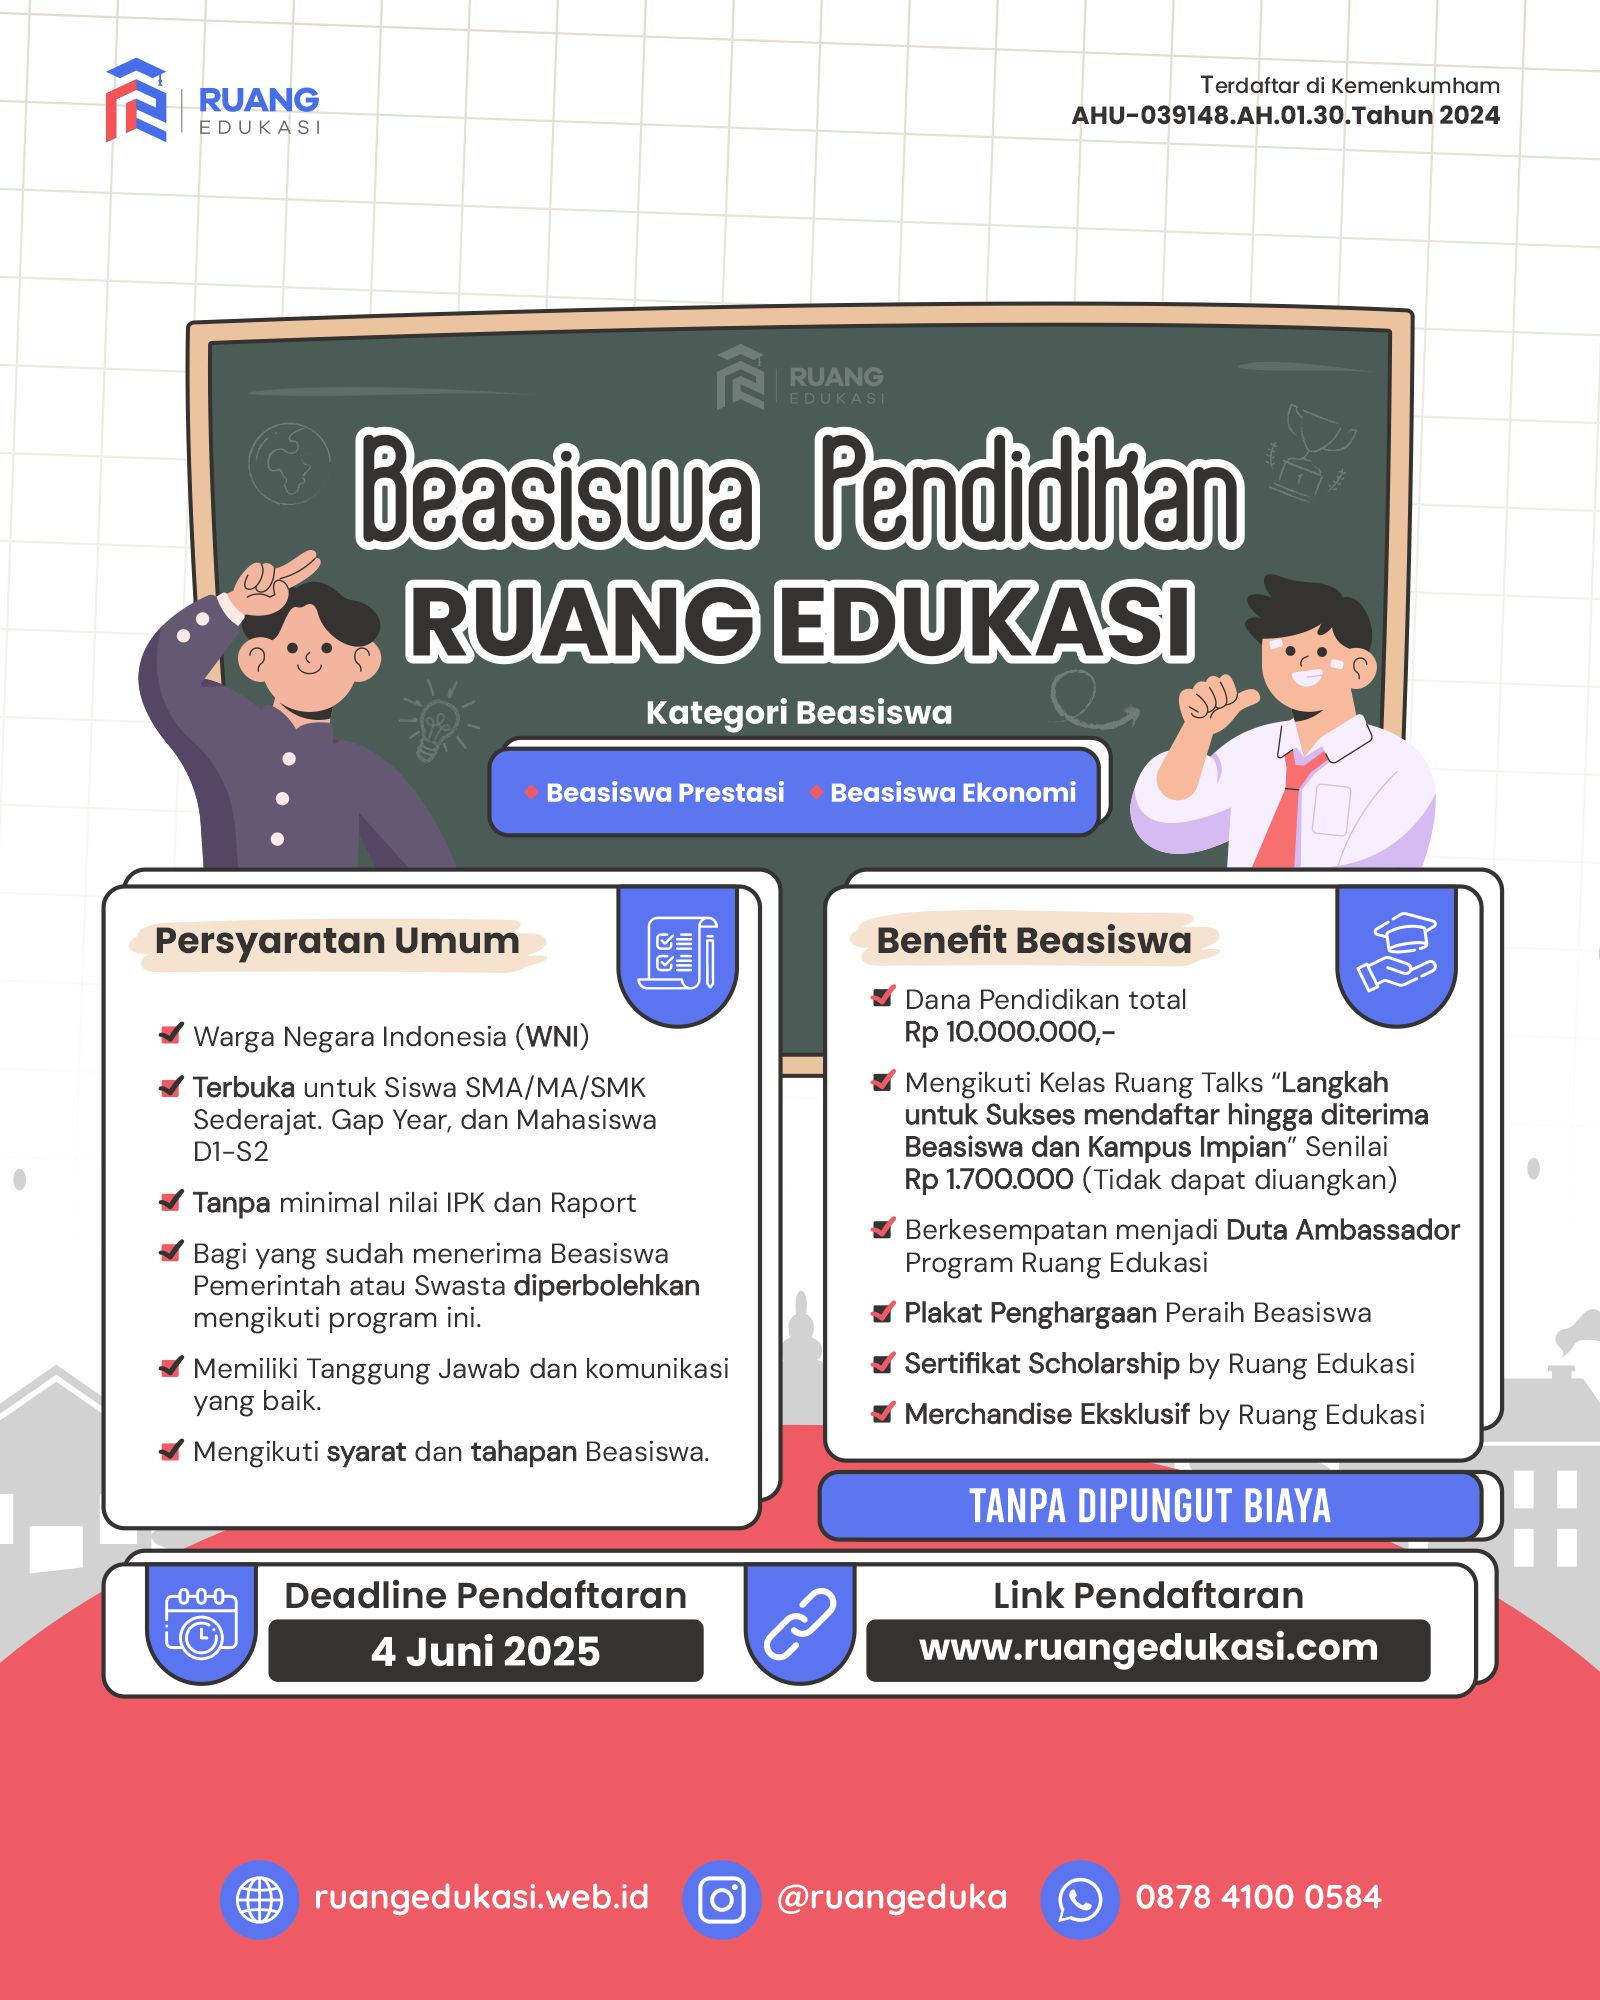 RUANG
EDUKASI
Terdaftar di Kemenkumham
AHU-039148.AH.01.30.Tahun 2024
RUANG
EDUKASI
Beasiswa Pendidikan
RUANG EDUKASI
Kategori Beasiswa
Beasiswa Prestasi Beasiswa Ekonomi
Persyaratan Umum
Warga Negara Indonesia (WNI)
Terbuka untuk Siswa SMA/MA/SMK
Sederajat. Gap Year, dan Mahasiswa
D1-S2
Tanpa minimal nilai IPK dan Raport
Bagi yang sudah menerima Beasiswa
Pemerintah atau Swasta diperbolehkan
mengikuti program ini.
Memiliki Tanggung Jawab dan komunikasi
yang baik.
Mengikuti syarat dan tahapan Beasiswa.
Benefit Beasiswa
Dana Pendidikan total
Rp 10.000.000,-
Mengikuti Kelas Ruang Talks “Langkah
untuk Sukses mendaftar hingga diterima
Beasiswa dan Kampus Impian” Senilai
Rp 1.700.000 (Tidak dapat diuangkan)
Berkesempatan menjadi Duta Ambassador
Program Ruang Edukasi
Plakat Penghargaan Peraih Beasiswa
Sertifikat Scholarship by Ruang Edukasi
Merchandise Eksklusif by Ruang Edukasi
TANPA DIPUNGUT BIAYA
Deadline Pendaftaran
4 Juni 2025
Link Pendaftaran
www.ruangedukasi.com
ruangedukasi.web.id
@ruangeduka
0878 4100 0584